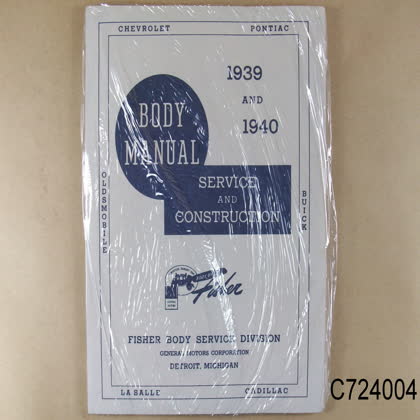 CHEVROLET PONTIAC
1939
AND
1940
BODY
MANUAL
SERVICE
AND
CONSTRUCTION
OLDSMOBILE
BUICK
Fisher
FISHER BODY SERVICE DIVISION
GENERAL MOTORS CORPORATION
DETROIT, MICHIGAN
LA SALLE CADILLAC
C724004